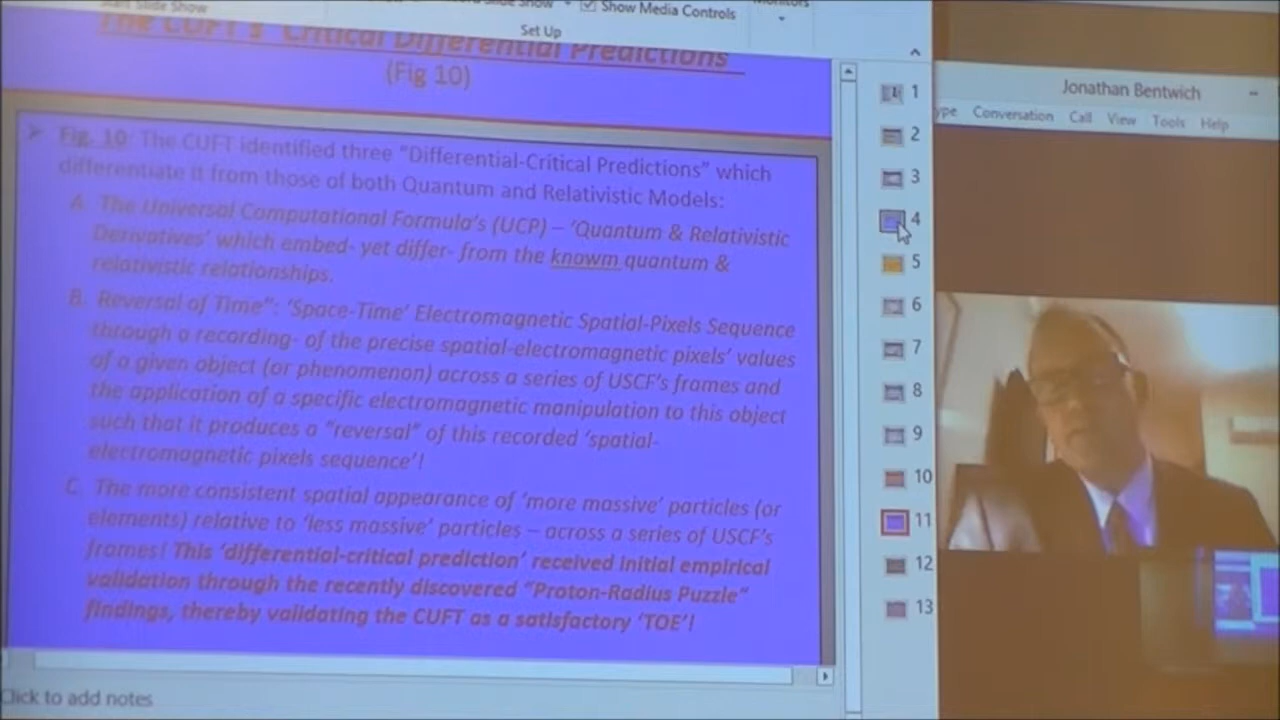 Start Slide Show
Slide Show
Show Media Controls
Monitors
Set Up
The CUFT's 'Critical Differential Predictions
(Fig 10)
Fig. 10: The CUFT identified three "Differential-Critical Predictions" which
differentiate it from those of both Quantum and Relativistic Models:
A. The Universal Computational Formula's (UCP) – 'Quantum & Relativistic
Derivatives' which embed- yet differ- from the knowm quantum &
relativistic relationships.
B. Reversal of Time": 'Space-Time' Electromagnetic Spatial-Pixels Sequence
through a recording- of the precise spatial-electromagnetic pixels' values
of a given object (or phenomenon) across a series of USCF's frames and
the application of a specific electromagnetic manipulation to this object
such that it produces a "reversal" of this recorded 'spatial-
electromagnetic pixels sequence'!
C. The more consistent spatial appearance of 'more massive' particles (or
elements) relative to 'less massive' particles – across a series of USCF's
frames! This 'differential-critical prediction' received initial empirical
validation through the recently discovered "Proton-Radius Puzzle"
findings, thereby validating the CUFT as a satisfactory 'TOE'!
Click to add notes
1
2
3
4
5
6
7
8
9
10
11
12
13
Jonathan Bentwich
ype Conversation Call View Tools Help